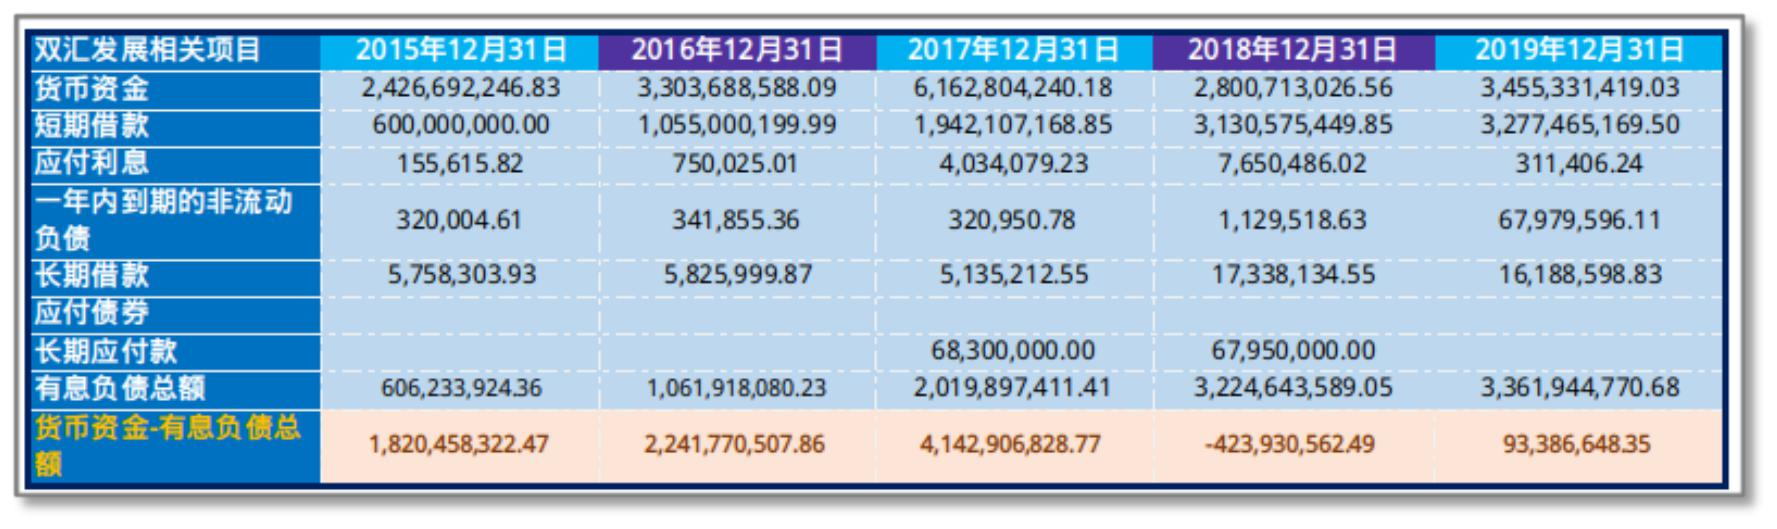 双汇发展相关项目 2015年12月31日 2016年12月31日 2017年12月31日 2018年12月31日 2019年12月31日
货币资金 2,426,692,246.83 3,303,688,588.09 6,162,804,240.18 2,800,713,026.56 3,455,331,419.03
短期借款 600,000,000.00 1,055,000,199.99 1,942,107,168.85 3,130,575,449.85 3,277,465,169.50
应付利息 155,615.82 750,025.01 4,034,079.23 7,650,486.02 311,406.24
一年内到期的非流动
负债 320,004.61 341,855.36 320,950.78 1,129,518.63 67,979,596.11
长期借款 5,758,303.93 5,825,999.87 5,135,212.55 17,338,134.55 16,188,598.83
应付债券
长期应付款 68,300,000.00 67,950,000.00
有息负债总额 606,233,924.36 1,061,918,080.23 2,019,897,411.41 3,224,643,589.05 3,361,944,770.68
货币资金-有息负债总
额 1,820,458,322.47 2,241,770,507.86 4,142,906,828.77 -423,930,562.49 93,386,648.35